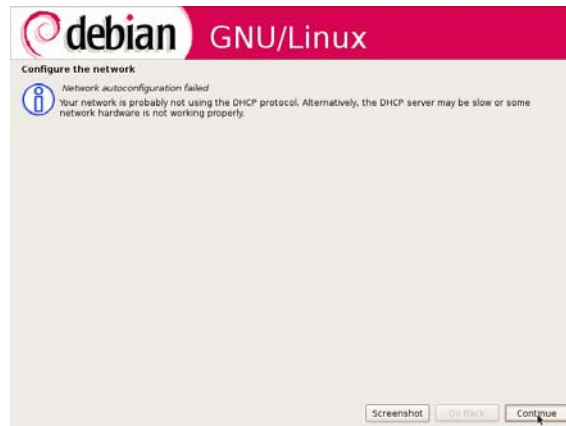 debian GNU/Linux
Configure the network
Network autoconfiguration failed
Your network is probably not using the DHCP protocol. Alternatively, the DHCP server may be slow or some
network hardware is not working properly.
Screenshot Go Back Continue